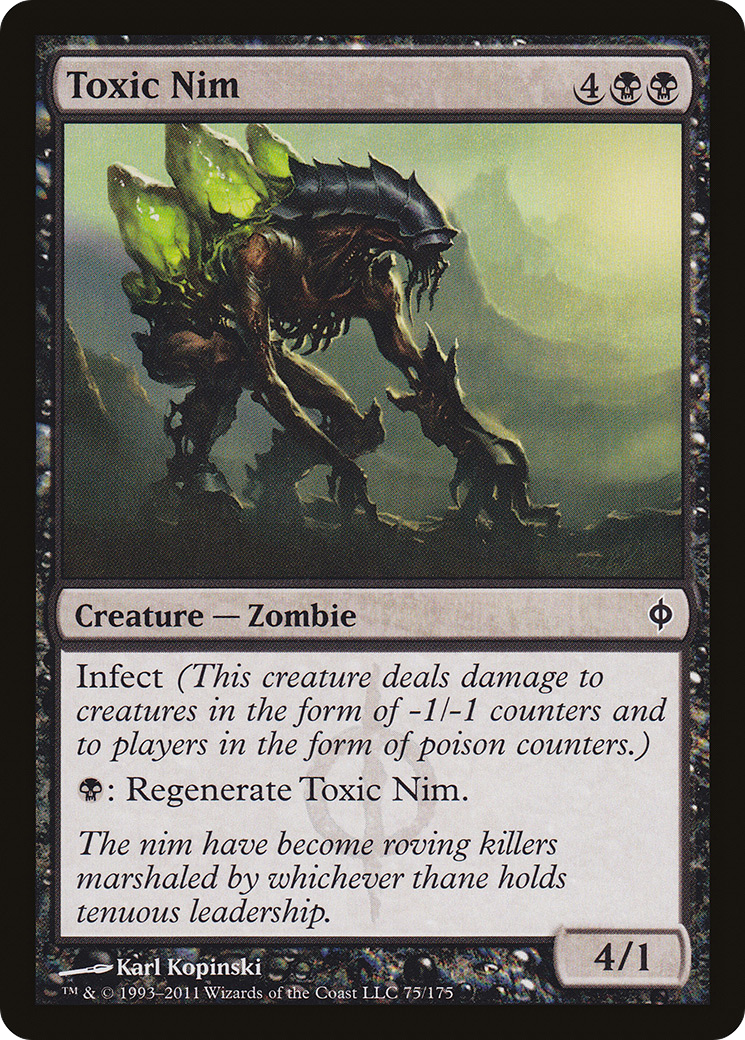 Toxic Nim 4
Creature — Zombie
Infect (This creature deals damage to
creatures in the form of -1/-1 counters and
to players in the form of poison counters.)
: Regenerate Toxic Nim.
The nim have become roving killers
marshaled by whichever thane holds
tenuous leadership.
4/1
Karl Kopinski
™ & © 1993–2011 Wizards of the Coast LLC 75/175